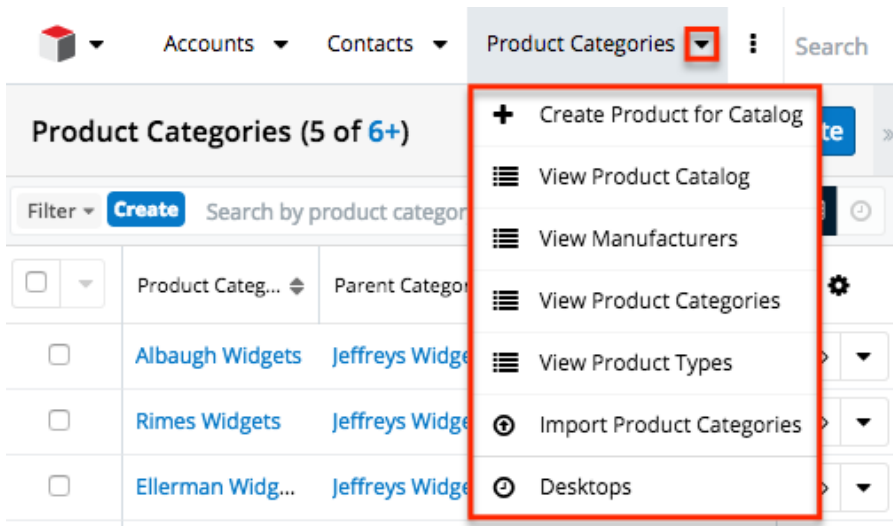 Accounts Contacts Product Categories Search
Product Categories (5 of 6+)
Create Product for Catalog
View Product Catalog
View Manufacturers
View Product Categories
View Product Types
Import Product Categories
Desktops
te
Filter Create Search by product categor
Product Categ... Parent Categor
Albaugh Widgets Jeffreys Widge
Rimes Widgets Jeffreys Widge
Ellerman Widg... Jeffreys Widge